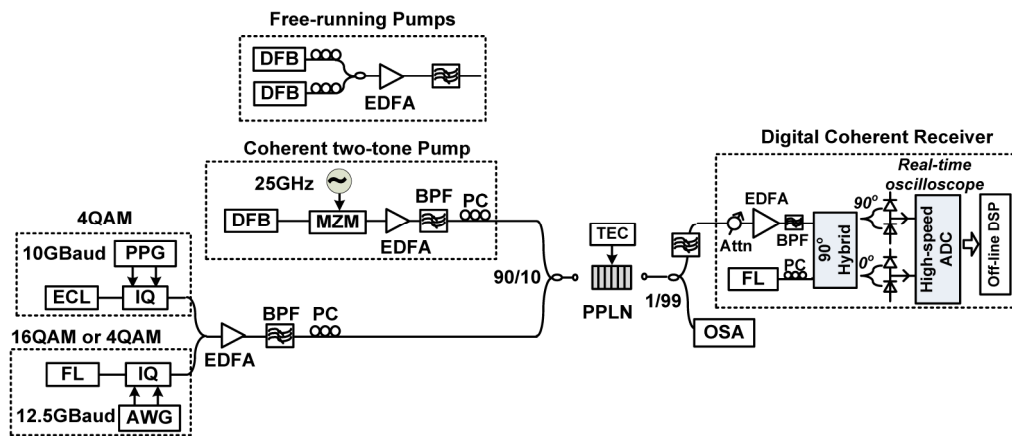 Free-running Pumps
DFB
DFB
EDFA
Coherent two-tone Pump
25GHz
DFB
MZM
EDFA
BPF
PC
4QAM
10GBaud
PPG
ECL
IQ
16QAM or 4QAM
FL
IQ
12.5GBaud
AWG
EDFA
BPF
PC
90/10
TEC
PPLN
1/99
OSA
Digital Coherent Receiver
Real-time
oscilloscope
Attn
EDFA
BPF
FL
PC
90° Hybrid
90°
0°
High-speed
ADC
Off-line DSP